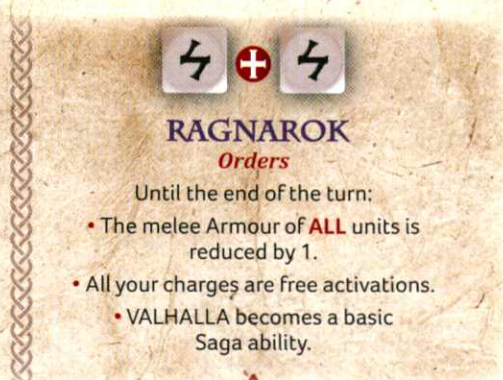 RAGNAROK
Orders
Until the end of the turn:
• The melee Armour of ALL units is
reduced by 1.
• All your charges are free activations.
• VALHALLA becomes a basic
Saga ability.